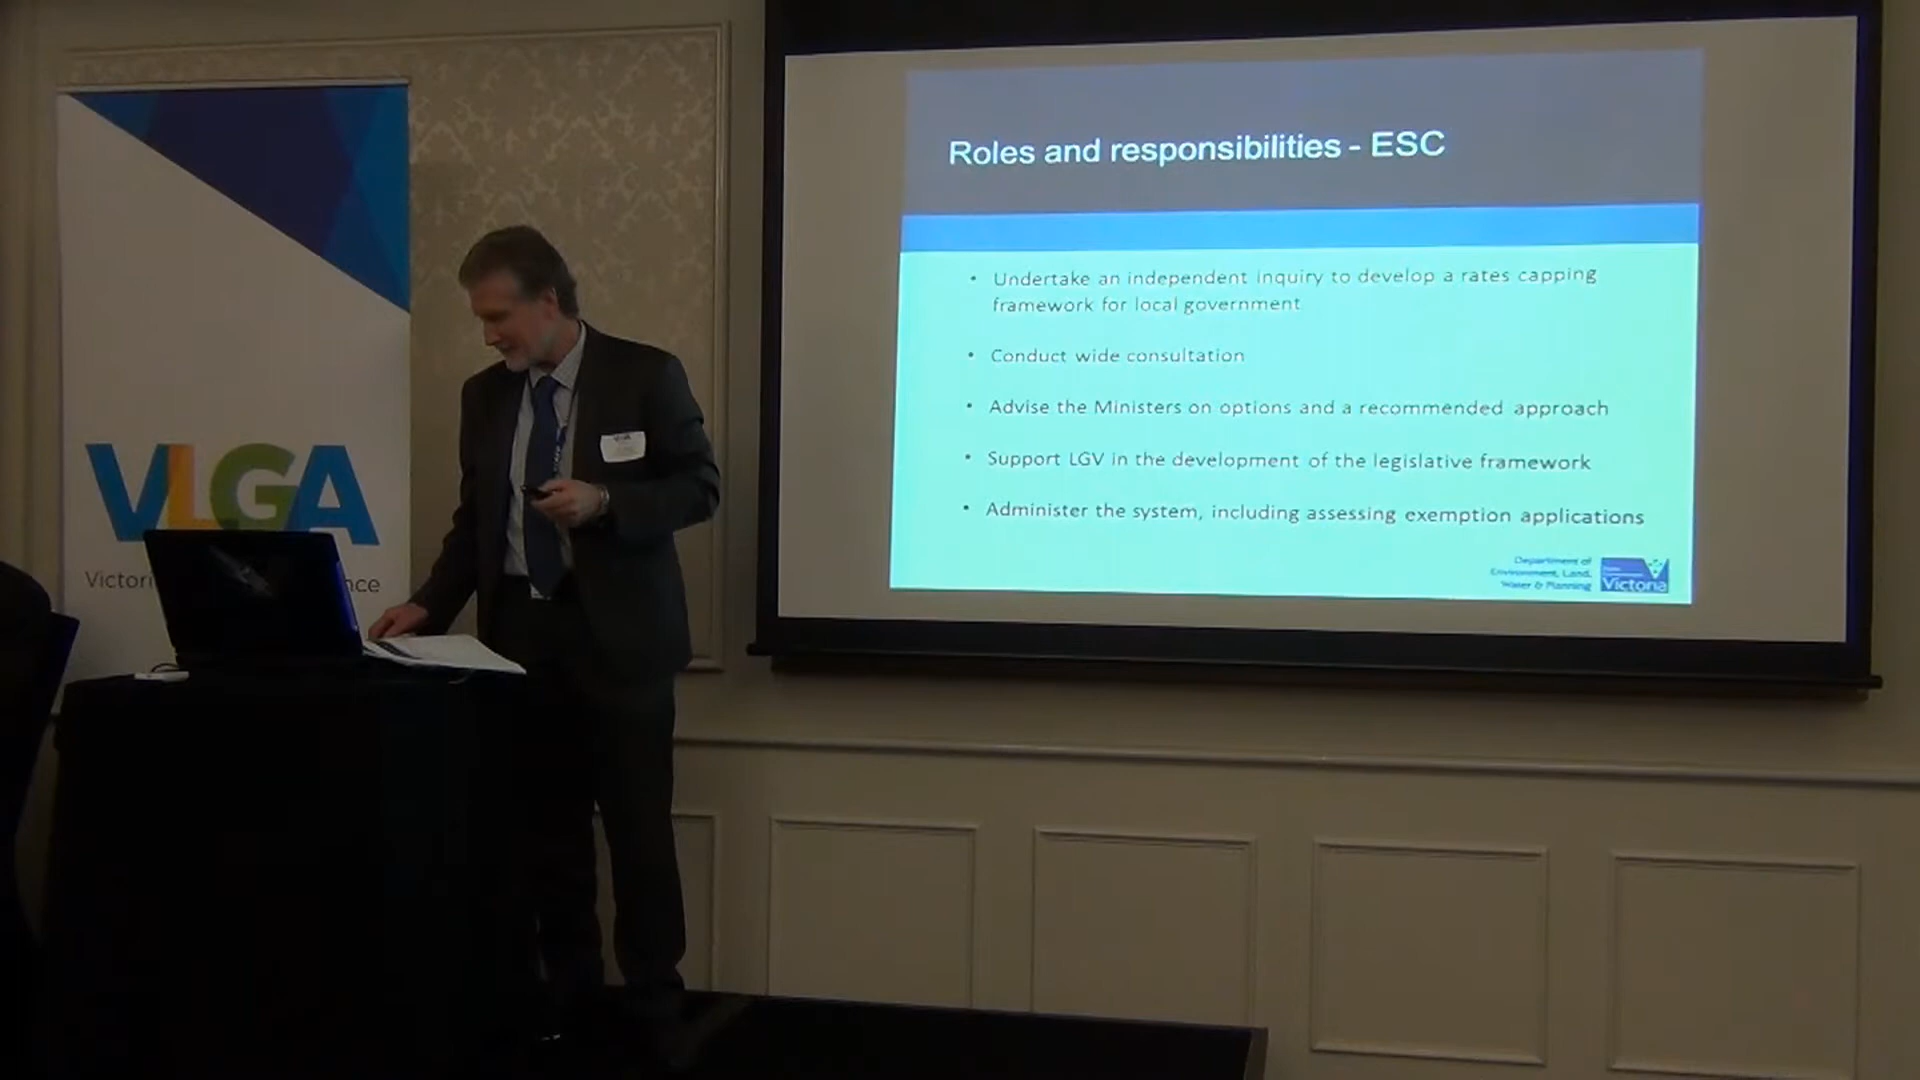 VLGA
Victori nce
Roles and responsibilities - ESC
• Undertake an independent inquiry to develop a rates capping
framework for local government
• Conduct wide consultation
• Advise the Ministers on options and a recommended approach
• Support LGV in the development of the legislative framework
• Administer the system, including assessing exemption applications
Department of
Environment, Land,
Water & Planning
Victoria